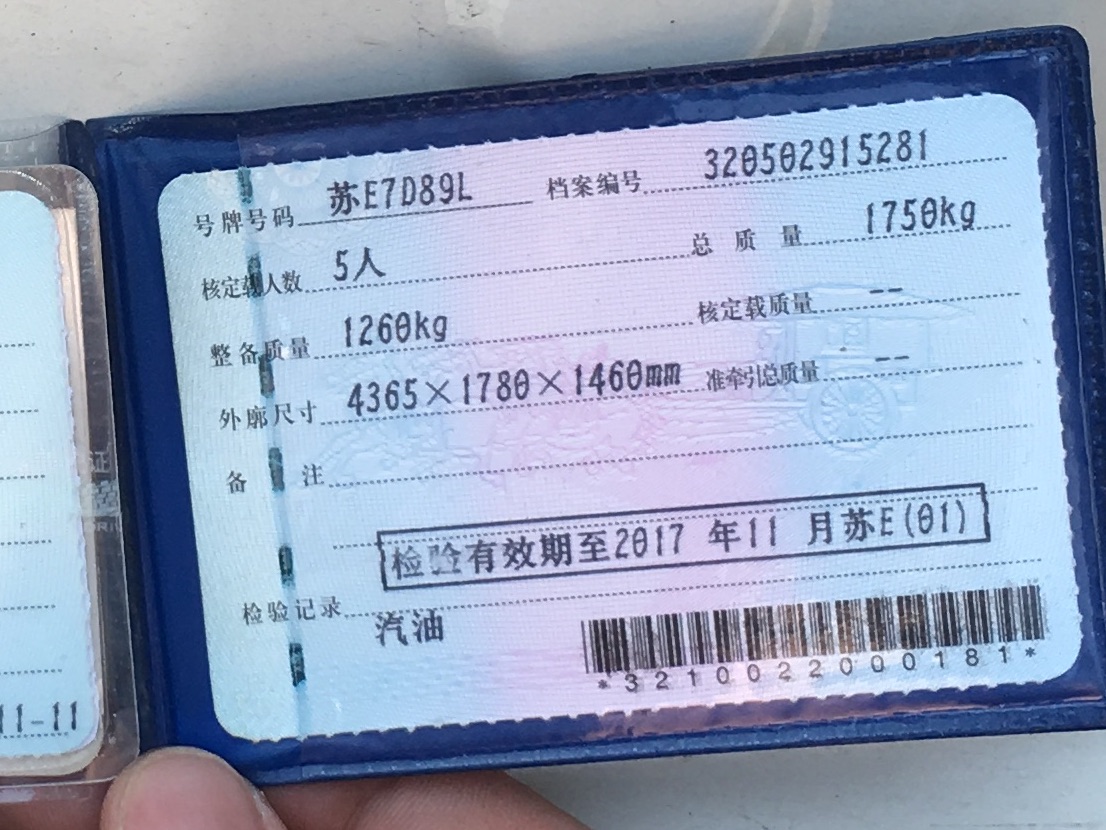 号牌号码 苏E7D89L 档案编号 320502915281
核定载人数 5人 总质量 1750kg
整备质量 1260kg 核定载质量 --
外廓尺寸 4365×1780×1460mm 准牵引总质量 --
备 注
检验有效期至2017 年11 月苏E(01)
检验记录
汽油
*3210022000181*
11-11